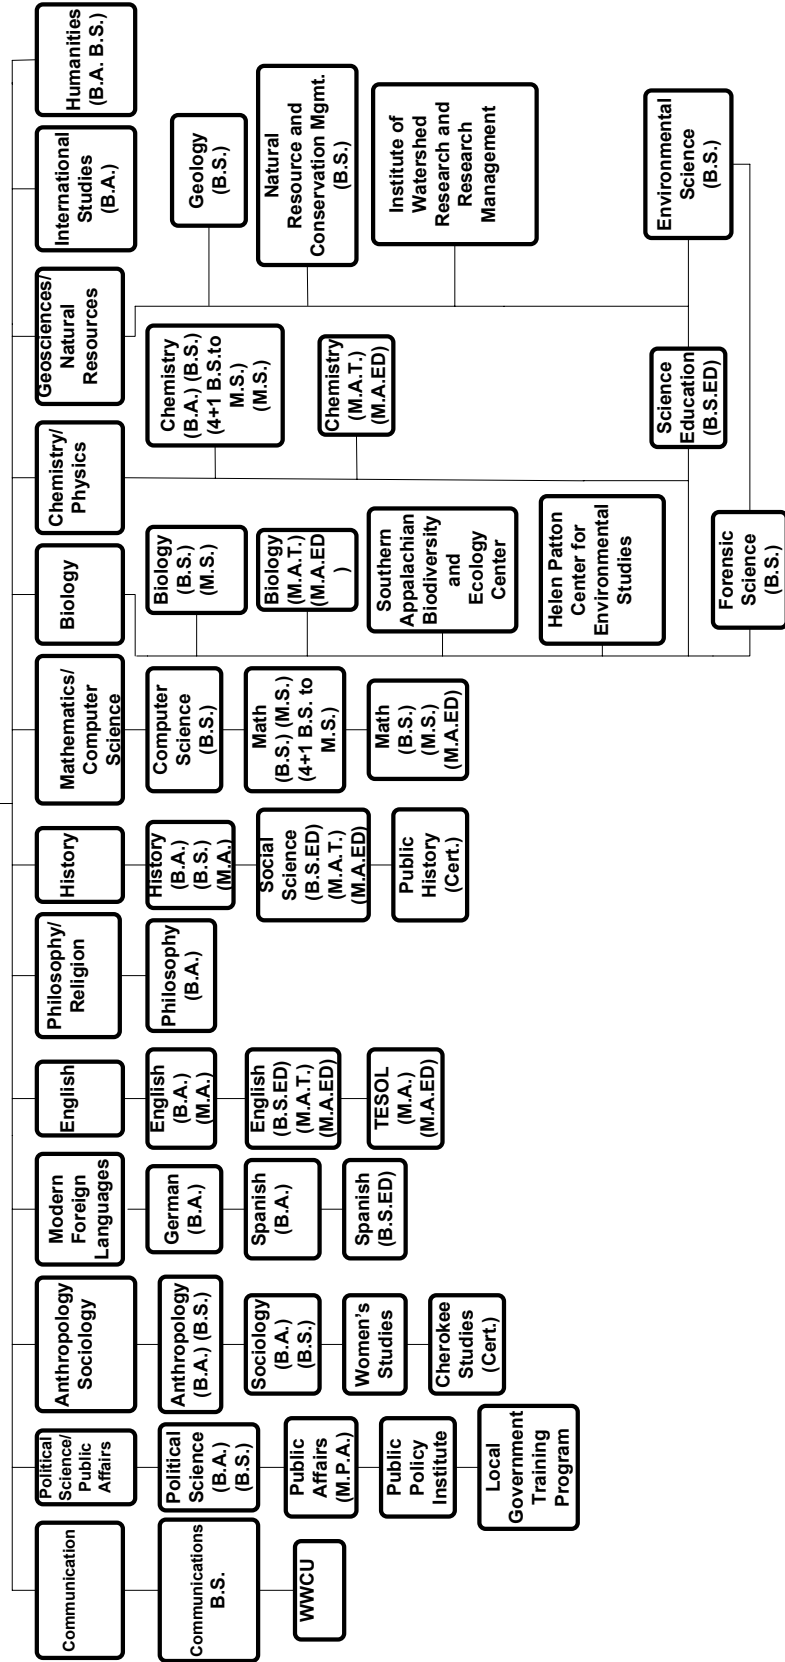 Communication
Communications
B.S.
WWCU
Political
Science/
Public
Affairs
Political
Science
(B.A.)
(B.S.)
Public
Affairs
(M.P.A.)
Public
Policy
Institute
Local
Government
Training
Program
Anthropology
Sociology
Anthropology
(B.A.) (B.S.)
Sociology
(B.A.)
(B.S.)
Women's
Studies
Cherokee
Studies
(Cert.)
Modern
Foreign
Languages
German
(B.A.)
Spanish
(B.A.)
Spanish
(B.S.ED)
English
English
(B.A.)
(M.A.)
English
(B.S.ED)
(M.A.T.)
(M.A.ED)
TESOL
(M.A.)
(M.A.ED)
Philosophy/
Religion
Philosophy
(B.A.)
History
History
(B.A.)
(B.S.)
(M.A.)
Social
Science
(B.S.ED)
(M.A.T.)
(M.A.ED)
Public
History
(Cert.)
Mathematics/
Computer
Science
Computer
Science
(B.S.)
Math
(B.S.) (M.S.)
(4+1 B.S. to
M.S.)
Math
(B.S.)
(M.S.)
(M.A.ED)
Biology
Biology
(B.S.)
(M.S.)
Biology
(M.A.T.)
(M.A.ED
)
Southern
Appalachian
Biodiversity
and
Ecology
Center
Helen Patton
Center for
Environmental
Studies
Chemistry/
Physics
Chemistry
(B.A.) (B.S.)
(4+1 B.S.to
M.S.)
(M.S.)
Chemistry
(M.A.T.)
(M.A.ED)
Geosciences/
Natural
Resources
Geology
(B.S.)
Natural
Resource and
Conservation Mgmt.
(B.S.)
Institute of
Watershed
Research and
Research
Management
Science
Education
(B.S.ED)
Environmental
Science
(B.S.)
Forensic
Science
(B.S.)
International
Studies
(B.A.)
Humanities
(B.A. B.S.)